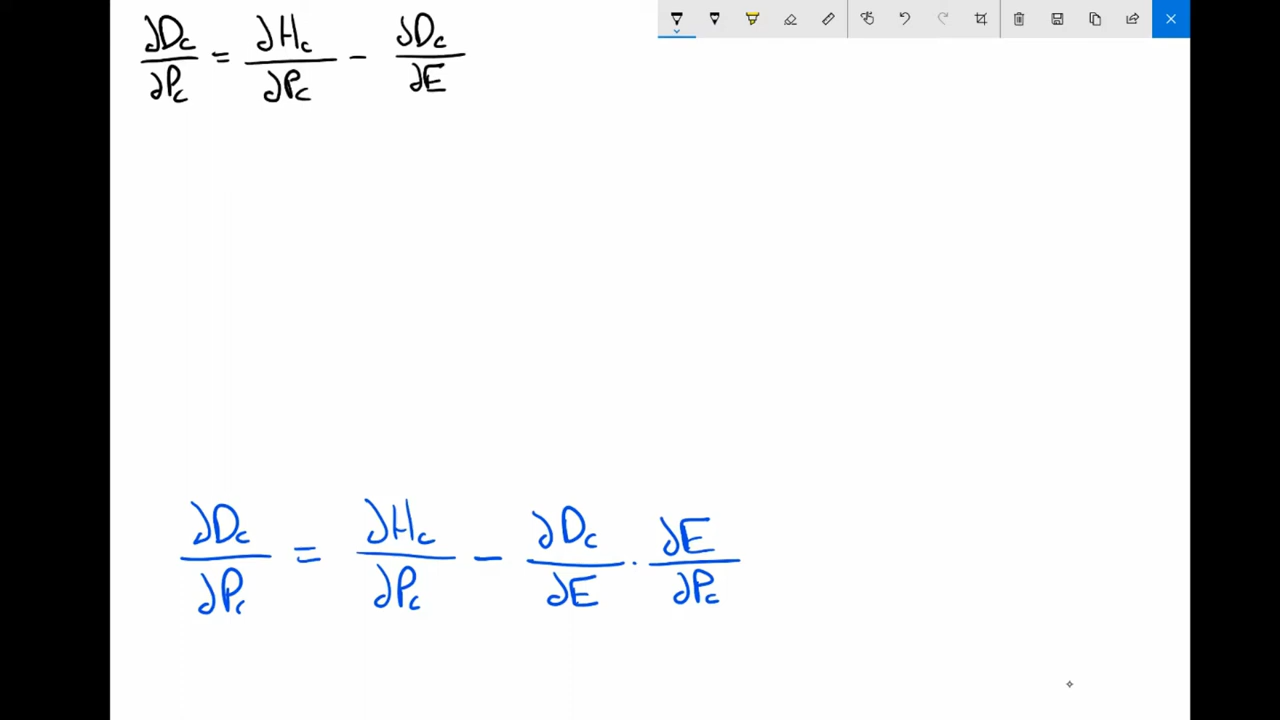 ∂Dc/∂Pc = ∂Hc/∂Pc − ∂Dc/∂E
∂Dc/∂Pc = ∂Hc/∂Pc − ∂Dc/∂E · ∂E/∂Pc